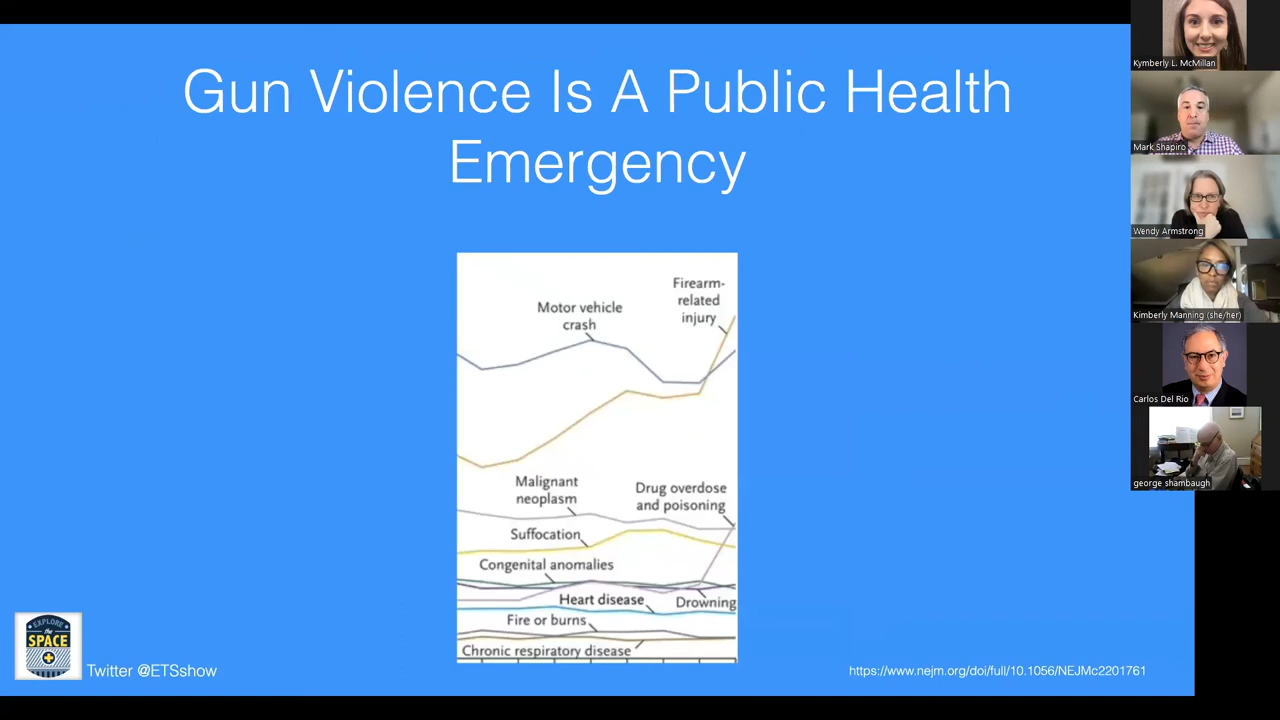 Gun Violence Is A Public Health
Emergency
Firearm-
related
injury
Motor vehicle
crash
Malignant
neoplasm
Drug overdose
and poisoning
Suffocation
Congenital anomalies
Heart disease
Drowning
Fire or burns
Chronic respiratory disease
EXPLORE
the
SPACE
Twitter @ETSshow
https://www.nejm.org/doi/full/10.1056/NEJMc2201761
Kymberly L. McMillan
Mark Shapiro
Wendy Armstrong
Kimberly Manning (she/her)
Carlos Del Rio
george shambaugh